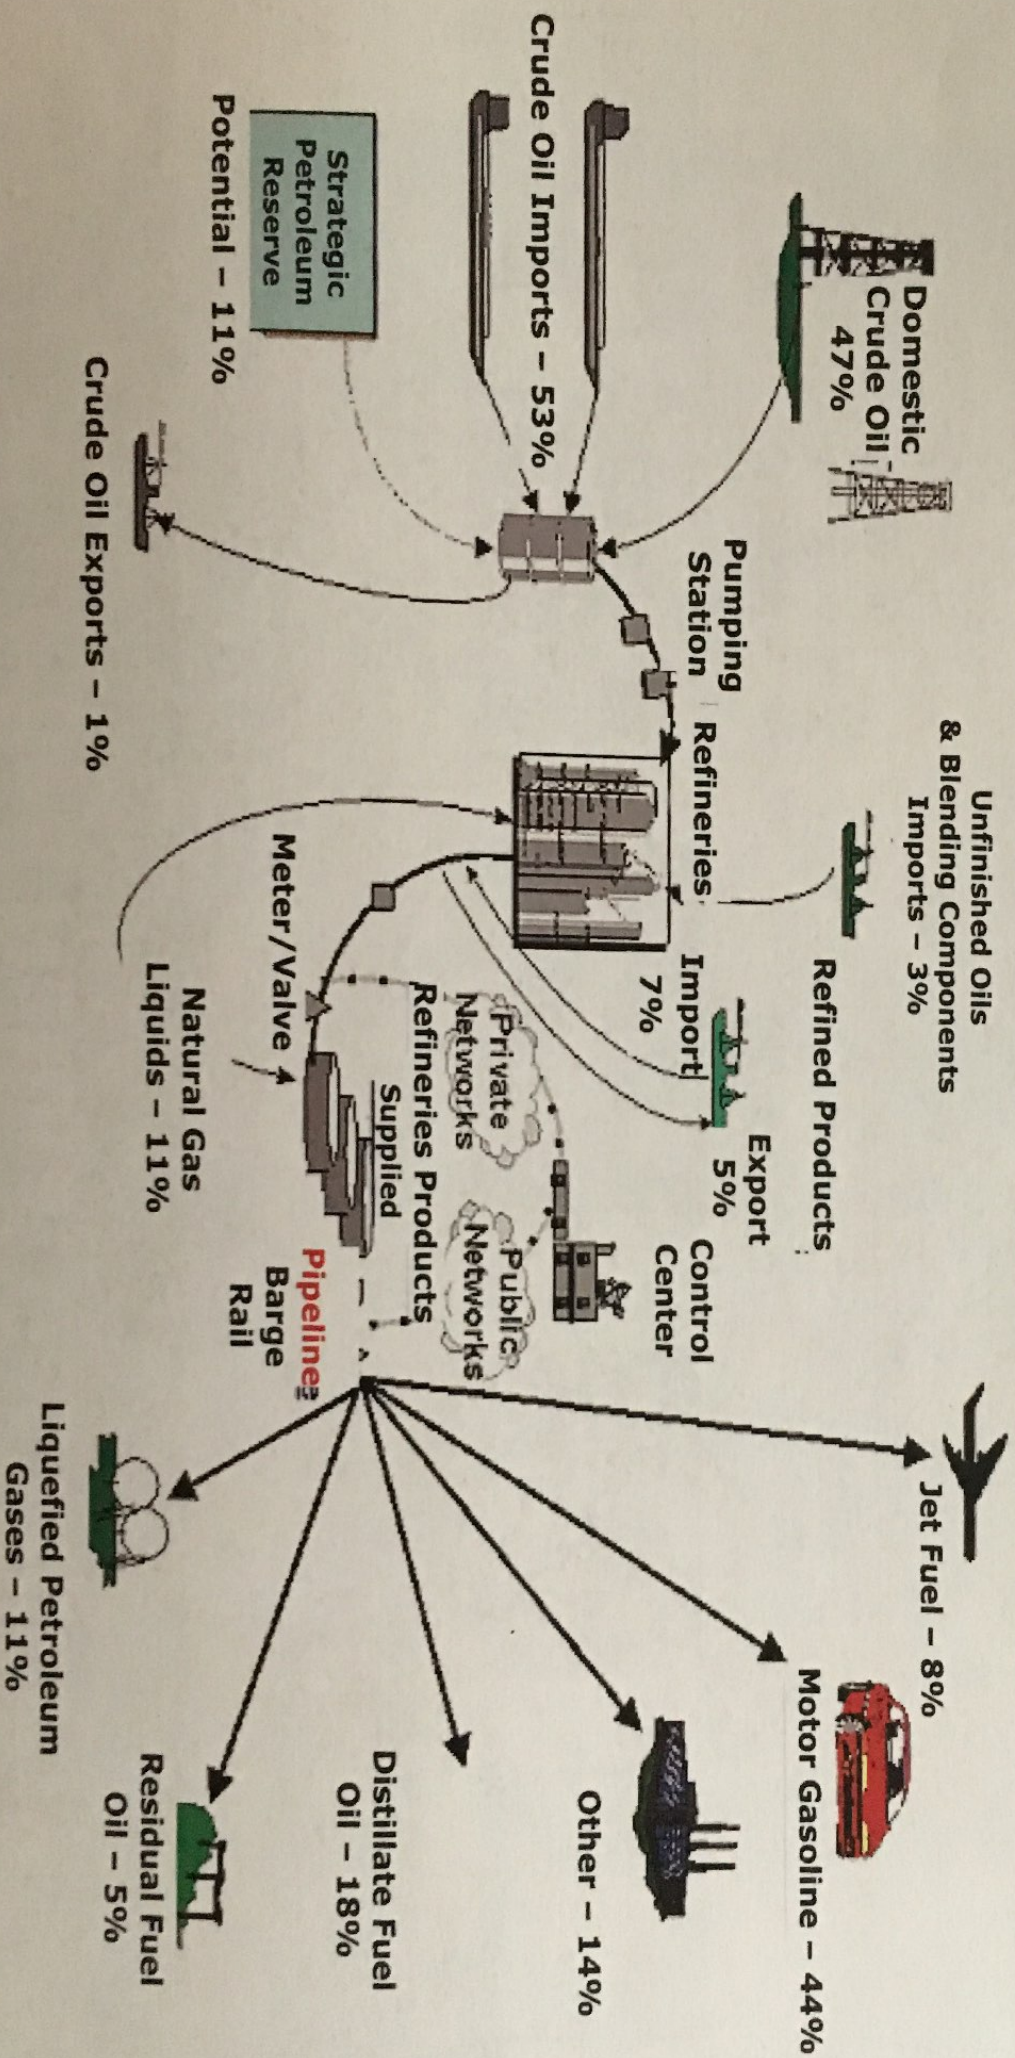 Domestic
Crude Oil
47%
Crude Oil Imports – 53%
Strategic
Petroleum
Reserve
Potential – 11%
Crude Oil Exports – 1%
Pumping
Station
Refineries
Unfinished Oils
& Blending Components
Imports – 3%
Refined Products
Import
7%
Export
5%
Control
Center
Private
Networks
Public
Networks
Refineries Products
Supplied
Meter/Valve
Natural Gas
Liquids – 11%
Pipelines
Barge
Rail
Jet Fuel – 8%
Motor Gasoline – 44%
Other – 14%
Distillate Fuel
Oil – 18%
Residual Fuel
Oil – 5%
Liquefied Petroleum
Gases – 11%